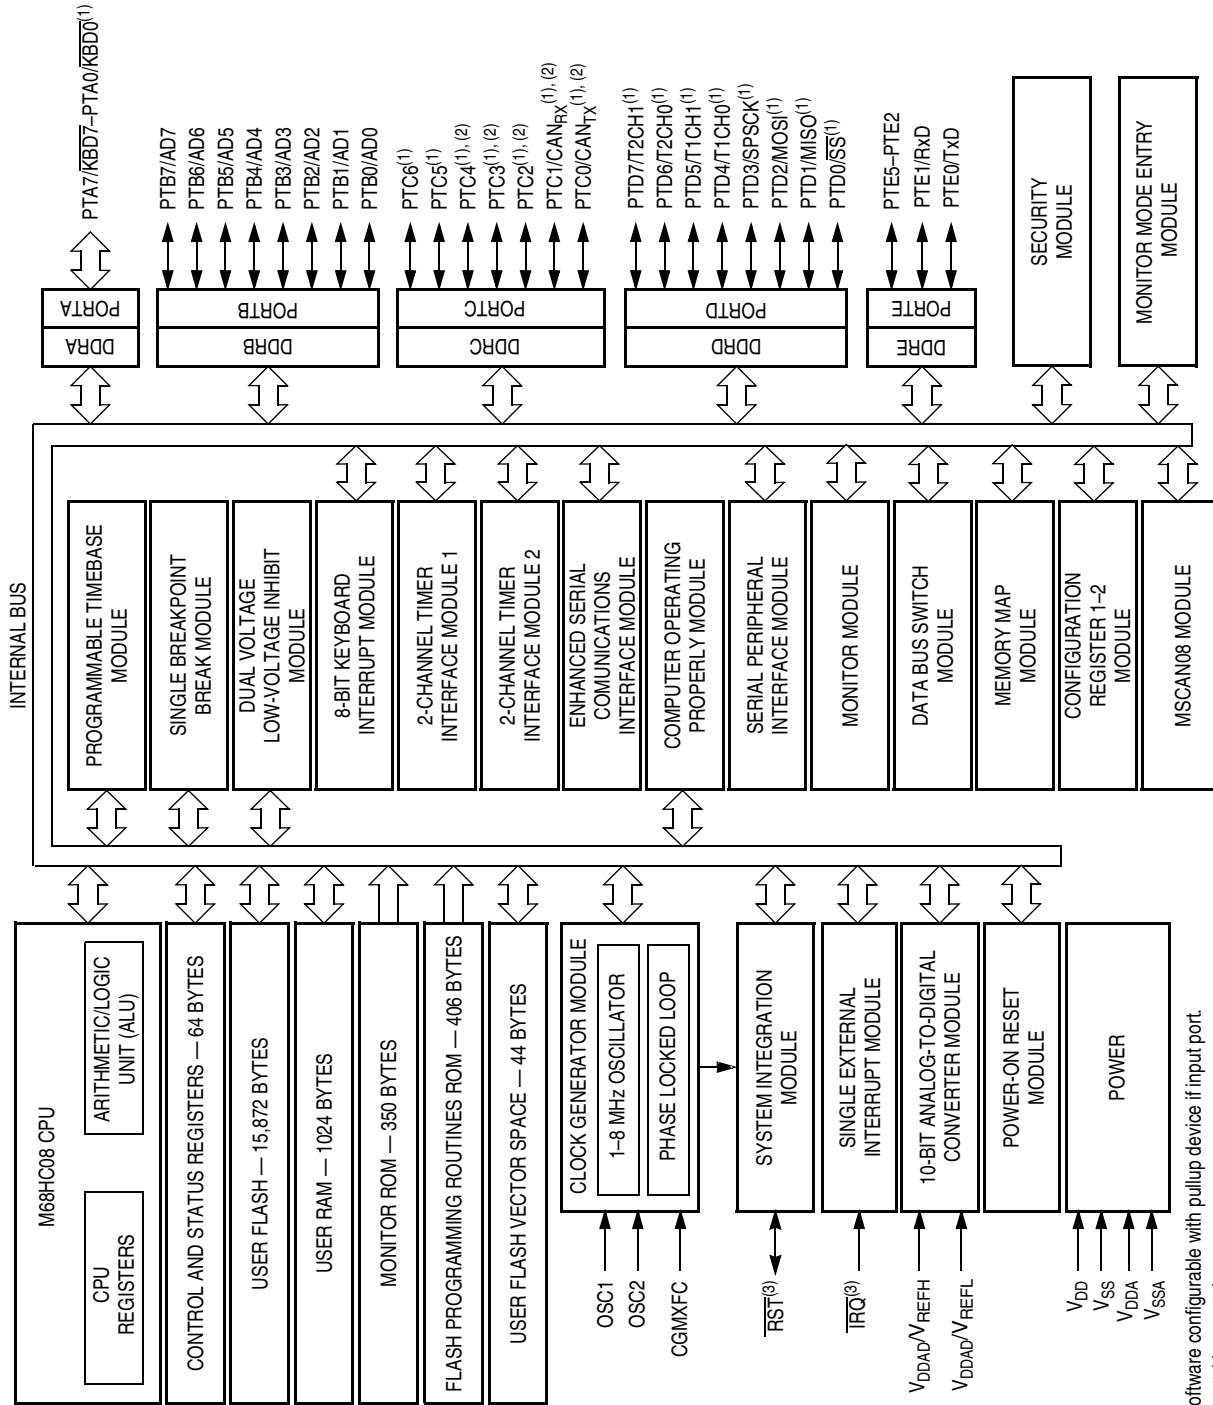 INTERNAL BUS
M68HC08 CPU
CPU
REGISTERS
ARITHMETIC/LOGIC
UNIT (ALU)
CONTROL AND STATUS REGISTERS — 64 BYTES
USER FLASH — 15,872 BYTES
USER RAM — 1024 BYTES
MONITOR ROM — 350 BYTES
FLASH PROGRAMMING ROUTINES ROM — 406 BYTES
USER FLASH VECTOR SPACE — 44 BYTES
CLOCK GENERATOR MODULE
1–8 MHz OSCILLATOR
PHASE LOCKED LOOP
OSC1
OSC2
CGMXFC
SYSTEM INTEGRATION
MODULE
RST(3)
SINGLE EXTERNAL
INTERRUPT MODULE
IRQ(3)
10-BIT ANALOG-TO-DIGITAL
CONVERTER MODULE
VDDAD/VREFH
VDDAD/VREFL
POWER-ON RESET
MODULE
POWER
VDD
VSS
VDDA
VSSA
PROGRAMMABLE TIMEBASE
MODULE
SINGLE BREAKPOINT
BREAK MODULE
DUAL VOLTAGE
LOW-VOLTAGE INHIBIT
MODULE
8-BIT KEYBOARD
INTERRUPT MODULE
2-CHANNEL TIMER
INTERFACE MODULE 1
2-CHANNEL TIMER
INTERFACE MODULE 2
ENHANCED SERIAL
COMUNICATIONS
INTERFACE MODULE
COMPUTER OPERATING
PROPERLY MODULE
SERIAL PERIPHERAL
INTERFACE MODULE
MONITOR MODULE
DATA BUS SWITCH
MODULE
MEMORY MAP
MODULE
CONFIGURATION
REGISTER 1–2
MODULE
MSCAN08 MODULE
DDRA
PORTA
PTA7/KBD7–PTA0/KBD0(1)
DDRB
PORTB
PTB7/AD7
PTB6/AD6
PTB5/AD5
PTB4/AD4
PTB3/AD3
PTB2/AD2
PTB1/AD1
PTB0/AD0
DDRC
PORTC
PTC6(1)
PTC5(1)
PTC4(1), (2)
PTC3(1), (2)
PTC2(1), (2)
PTC1/CANRX(1), (2)
PTC0/CANTX(1), (2)
DDRD
PORTD
PTD7/T2CH1(1)
PTD6/T2CH0(1)
PTD5/T1CH1(1)
PTD4/T1CH0(1)
PTD3/SPSCK(1)
PTD2/MOSI(1)
PTD1/MISO(1)
PTD0/SS(1)
DDRE
PORTE
PTE5–PTE2
PTE1/RxD
PTE0/TxD
SECURITY
MODULE
MONITOR MODE ENTRY
MODULE
oftware configurable with pullup device if input port.